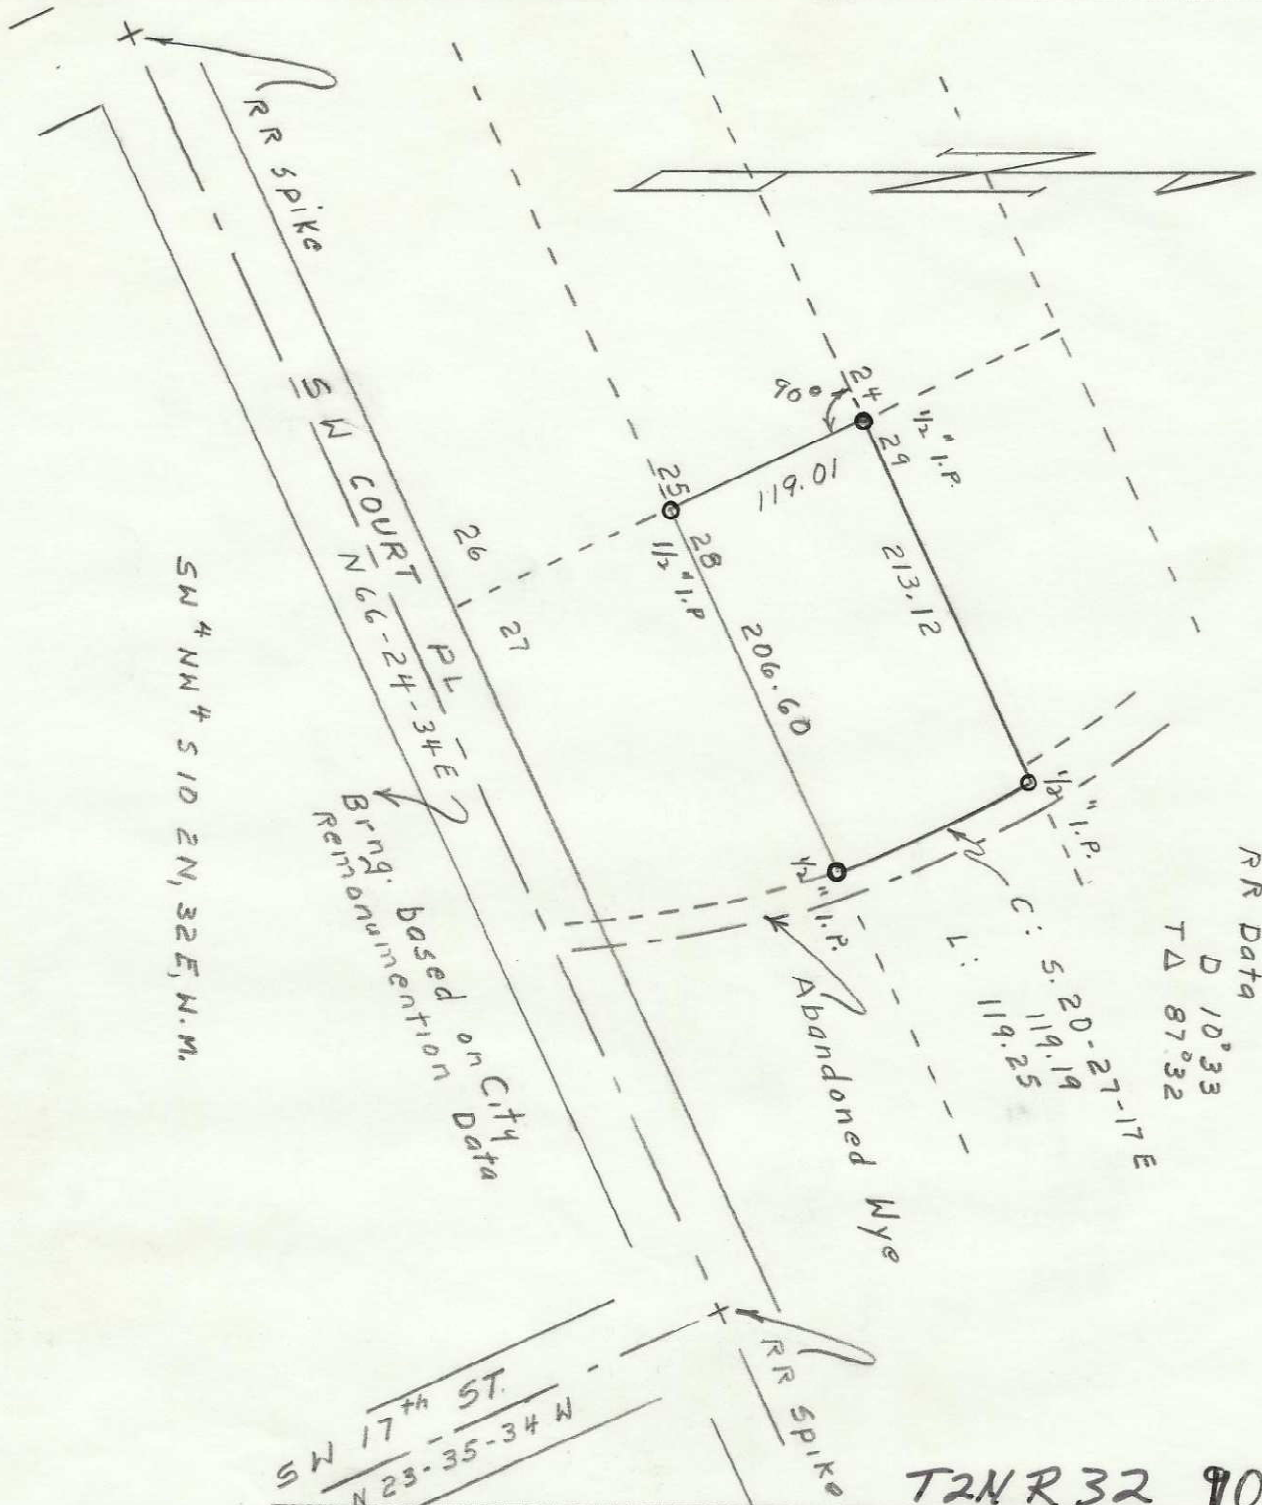 RR Spike
S W COURT PL
N 66-24-34 E
Brng. based on City
Remonumention Data
SW 4 NW 4 S 10 2N, 32E, W.M.
26
27
25
28
24
29
90°
119.01
213.12
206.60
1/2" I.P.
1/2" I.P.
1/2" I.P.
1/2" I.P.
C: S. 20-27-17 E
119.19
L: 119.25
RR Data
D 10°33
T Δ 87°32
Abandoned Wye
RR Spike
SW 17th ST.
N 23-35-34 W
T2N R32